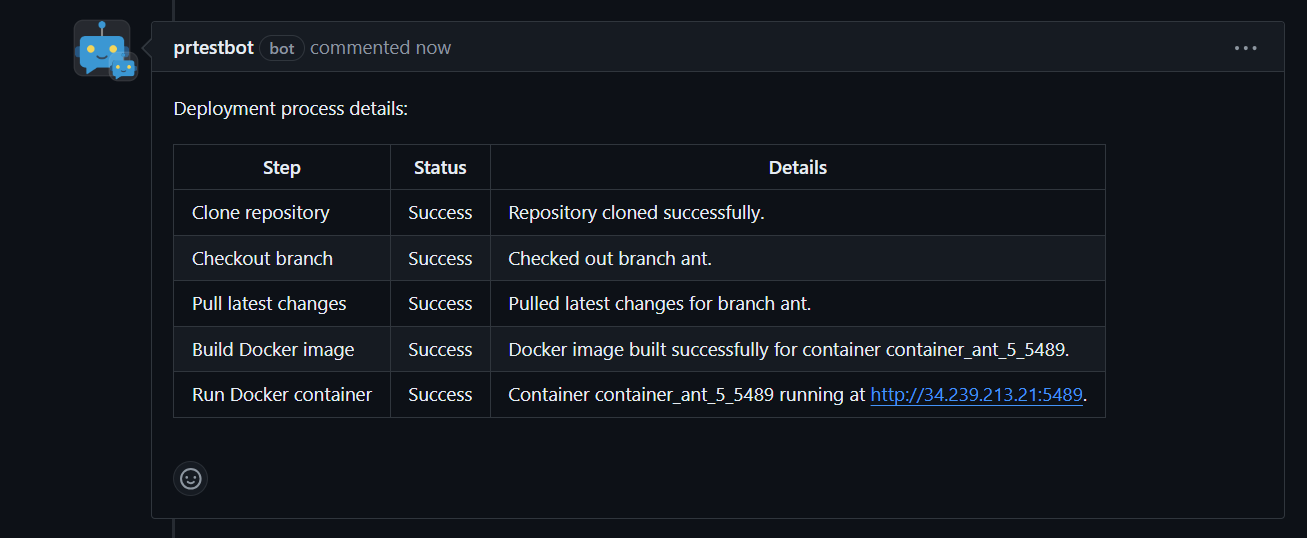 prtestbot bot commented now
Deployment process details:
Step Status Details
Clone repository Success Repository cloned successfully.
Checkout branch Success Checked out branch ant.
Pull latest changes Success Pulled latest changes for branch ant.
Build Docker image Success Docker image built successfully for container container_ant_5_5489.
Run Docker container Success Container container_ant_5_5489 running at http://34.239.213.21:5489.